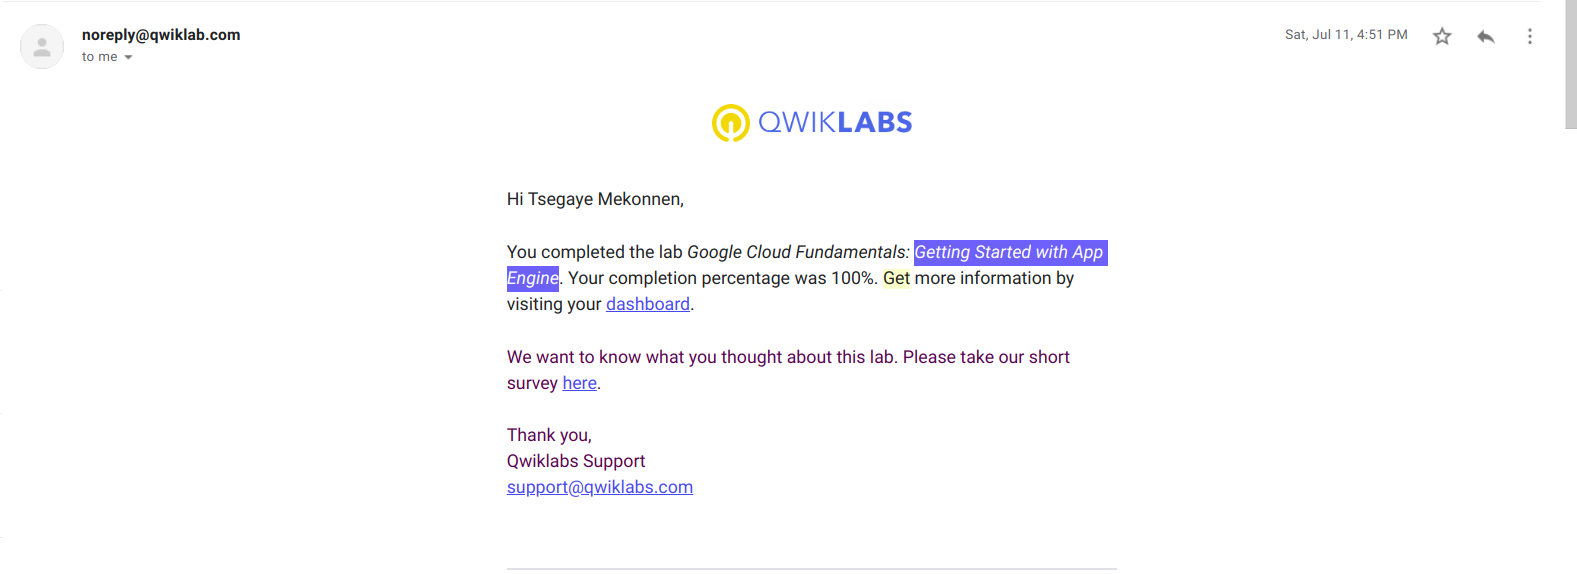 noreply@qwiklab.com
Sat, Jul 11, 4:51 PM
to me
QWIKLABS
Hi Tsegaye Mekonnen,
You completed the lab Google Cloud Fundamentals: Getting Started with App
Engine. Your completion percentage was 100%. Get more information by
visiting your dashboard.
We want to know what you thought about this lab. Please take our short
survey here.
Thank you,
Qwiklabs Support
support@qwiklabs.com